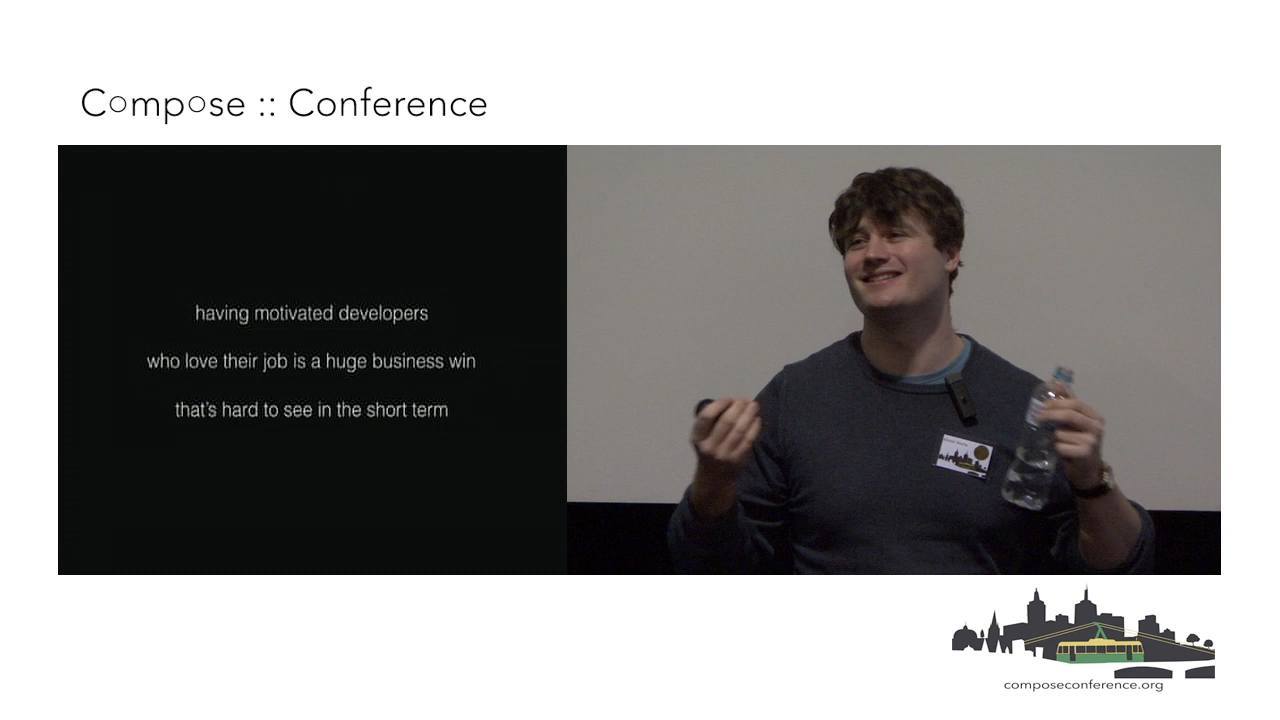 Compose :: Conference
having motivated developers
who love their job is a huge business win
that's hard to see in the short term
composeconference.org